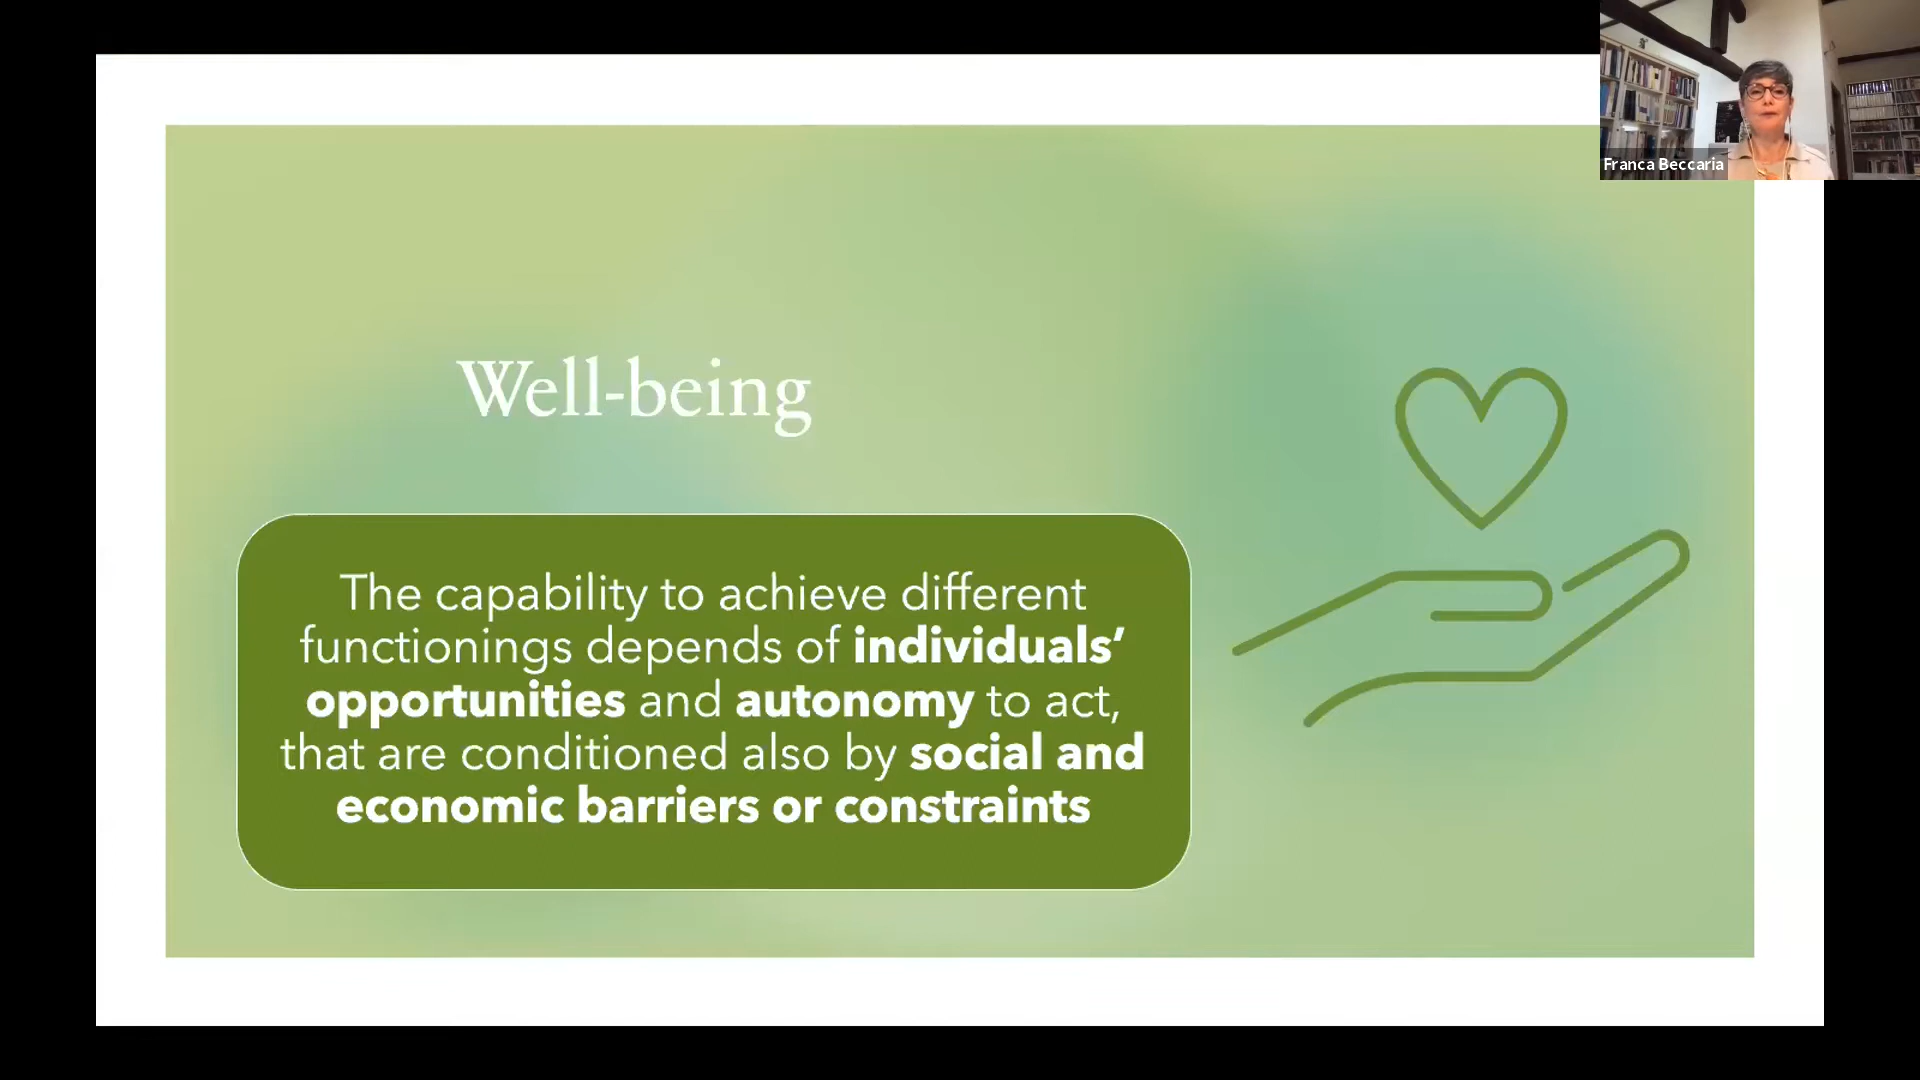 Franca Beccaria
Well-being
The capability to achieve different
functionings depends of individuals’
opportunities and autonomy to act,
that are conditioned also by social and
economic barriers or constraints